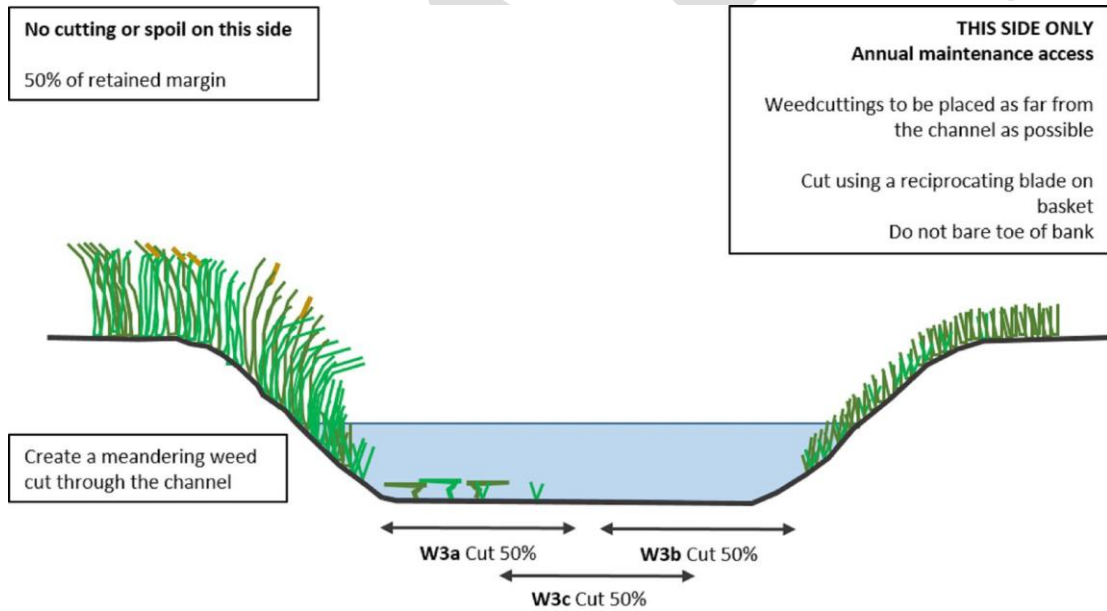 No cutting or spoil on this side
50% of retained margin
THIS SIDE ONLY
Annual maintenance access
Weedcuttings to be placed as far from
the channel as possible
Cut using a reciprocating blade on
basket
Do not bare toe of bank
Create a meandering weed
cut through the channel
W3a Cut 50%
W3b Cut 50%
W3c Cut 50%